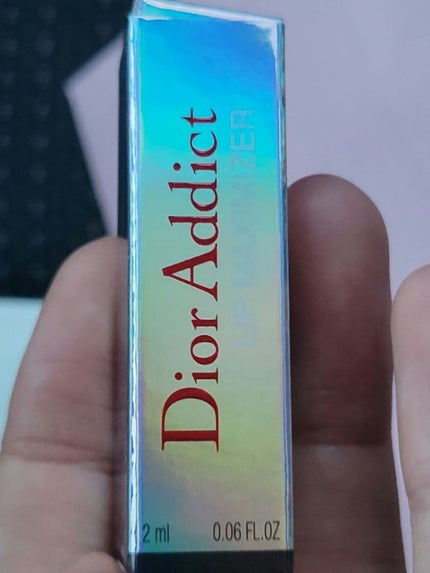 Dior Addict
LIP MAXIMIZER
2 ml 0.06 FL.OZ